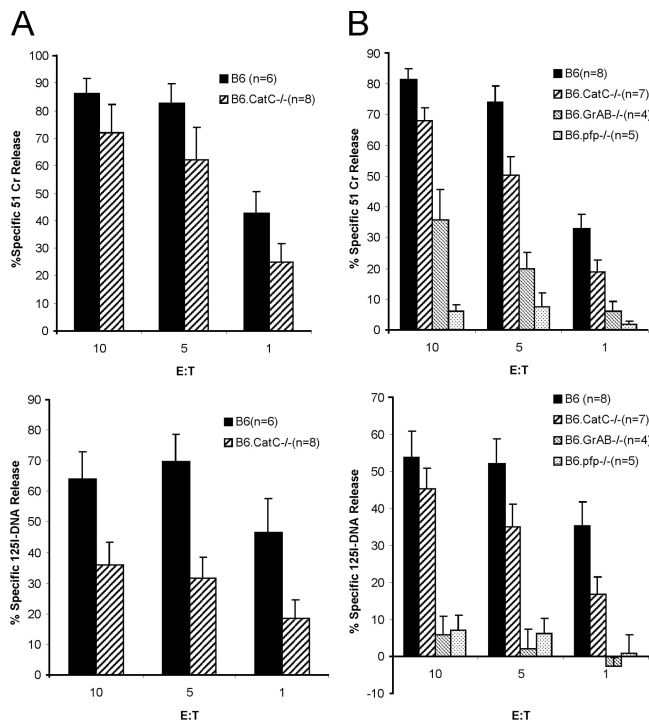 A
B
%Specific 51 Cr Release
100
90
80
70
60
50
40
30
20
10
0
B6 (n=6)
B6.CatC-/-(n=8)
10 5 1
E:T
% Specific 51 Cr Release
90
80
70
60
50
40
30
20
10
0
B6(n=8)
B6.CatC-/-(n=7)
B6.GrAB-/-(n=4)
B6.pfp-/-(n=5)
10 5 1
E:T
% Specific 125I-DNA Release
90
80
70
60
50
40
30
20
10
0
B6(n=6)
B6.CatC-/-(n=8)
10 5 1
E:T
% Specific 125I-DNA Release
70
60
50
40
30
20
10
0
-10
B6 (n=8)
B6.CatC-/-(n=7)
B6.GrAB-/-(n=4)
B6.pfp-/-(n=5)
10 5 1
E:T